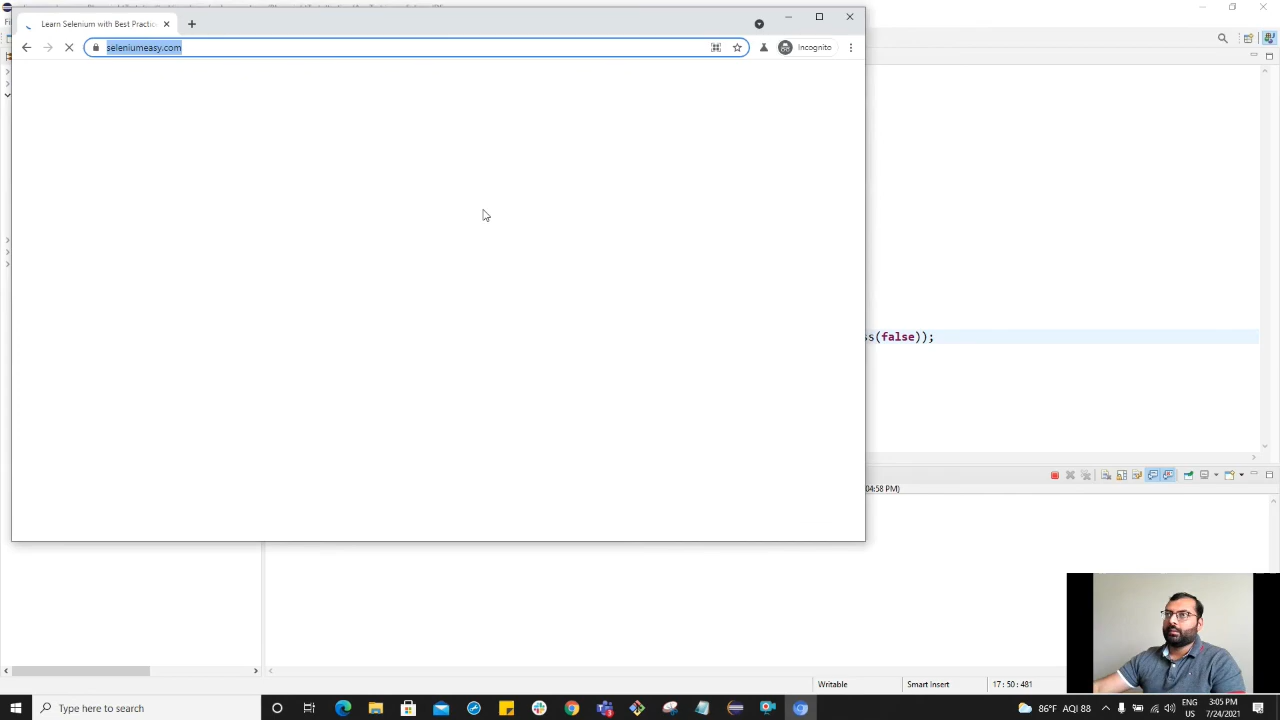 Learn Selenium with Best Practic
seleniumeasy.com
Incognito
ss(false));
04:58 PM)
Writable
Smart Insert
17 : 50 : 481
Type here to search
86°F AQI 88
ENG
US
3:05 PM
7/24/2021